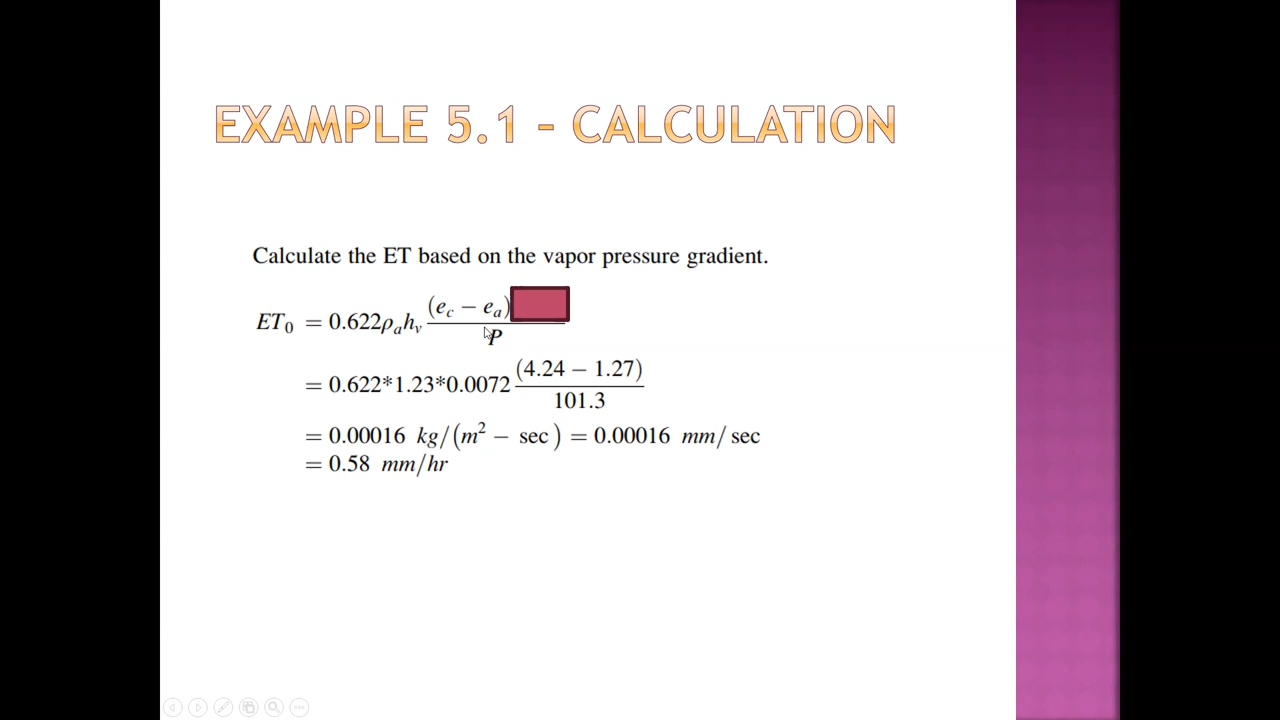 EXAMPLE 5.1 - CALCULATION
Calculate the ET based on the vapor pressure gradient.
ET₀ = 0.622ρₐhᵥ (e_c − eₐ) / P
= 0.622*1.23*0.0072 (4.24 − 1.27) / 101.3
= 0.00016 kg/(m² − sec) = 0.00016 mm/sec
= 0.58 mm/hr